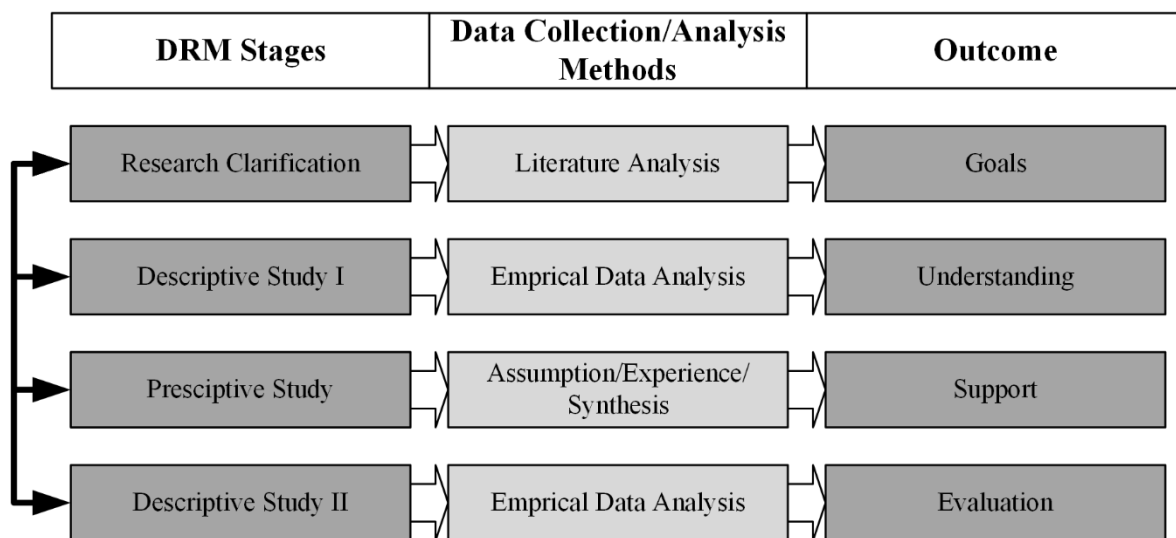 DRM Stages
Data Collection/Analysis
Methods
Outcome
Research Clarification
Literature Analysis
Goals
Descriptive Study I
Emprical Data Analysis
Understanding
Presciptive Study
Assumption/Experience/
Synthesis
Support
Descriptive Study II
Emprical Data Analysis
Evaluation